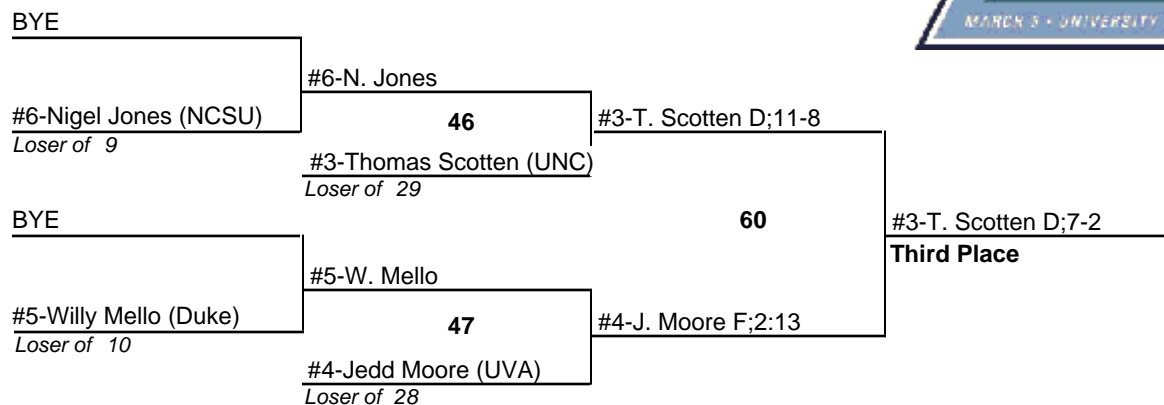 MARCH 5 • UNIVERSITY
BYE
#6-N. Jones
#6-Nigel Jones (NCSU)
Loser of 9
46
#3-T. Scotten D;11-8
#3-Thomas Scotten (UNC)
Loser of 29
BYE
60
#3-T. Scotten D;7-2
Third Place
#5-W. Mello
#5-Willy Mello (Duke)
Loser of 10
47
#4-J. Moore F;2:13
#4-Jedd Moore (UVA)
Loser of 28